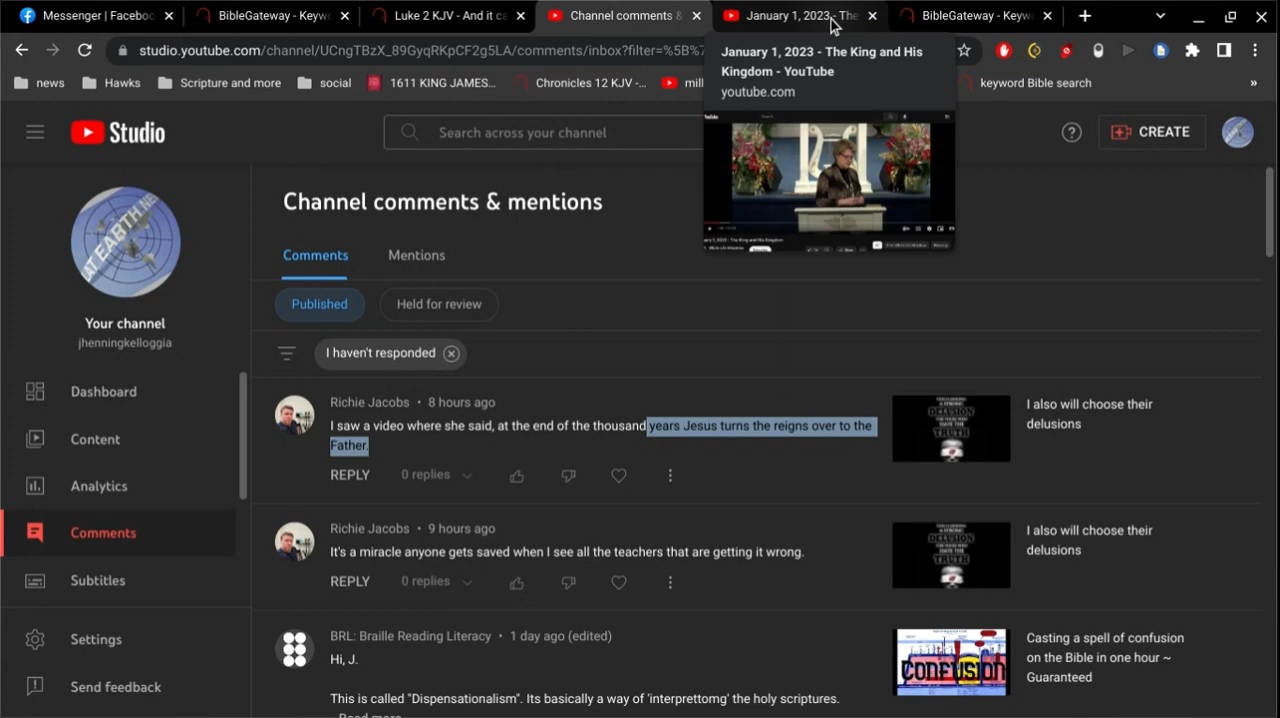 Messenger | Faceboo
BibleGateway - Keyw
Luke 2 KJV - And it ca
Channel comments &
January 1, 2023 - The
BibleGateway - Keyw
studio.youtube.com/channel/UCngTBzX_89GyqRKpCF2g5LA/comments/inbox?filter=%5B%7
January 1, 2023 - The King and His
Kingdom - YouTube
youtube.com
news
Hawks
Scripture and more
social
1611 KING JAMES...
Chronicles 12 KJV -...
mill
keyword Bible search
»
Studio
Search across your channel
CREATE
Channel comments & mentions
Comments
Mentions
Published
Held for review
I haven't responded
Your channel
jhenningkelloggia
Dashboard
Content
Analytics
Comments
Subtitles
Settings
Send feedback
Richie Jacobs • 8 hours ago
I saw a video where she said, at the end of the thousand years Jesus turns the reigns over to the
Father.
REPLY
0 replies
I also will choose their
delusions
Richie Jacobs • 9 hours ago
It's a miracle anyone gets saved when I see all the teachers that are getting it wrong.
REPLY
0 replies
I also will choose their
delusions
BRL: Braille Reading Literacy • 1 day ago (edited)
Hi, J.
This is called "Dispensationalism". Its basically a way of 'interprettomg' the holy scriptures.
Read more
CONFUSION
Casting a spell of confusion
on the Bible in one hour ~
Guaranteed